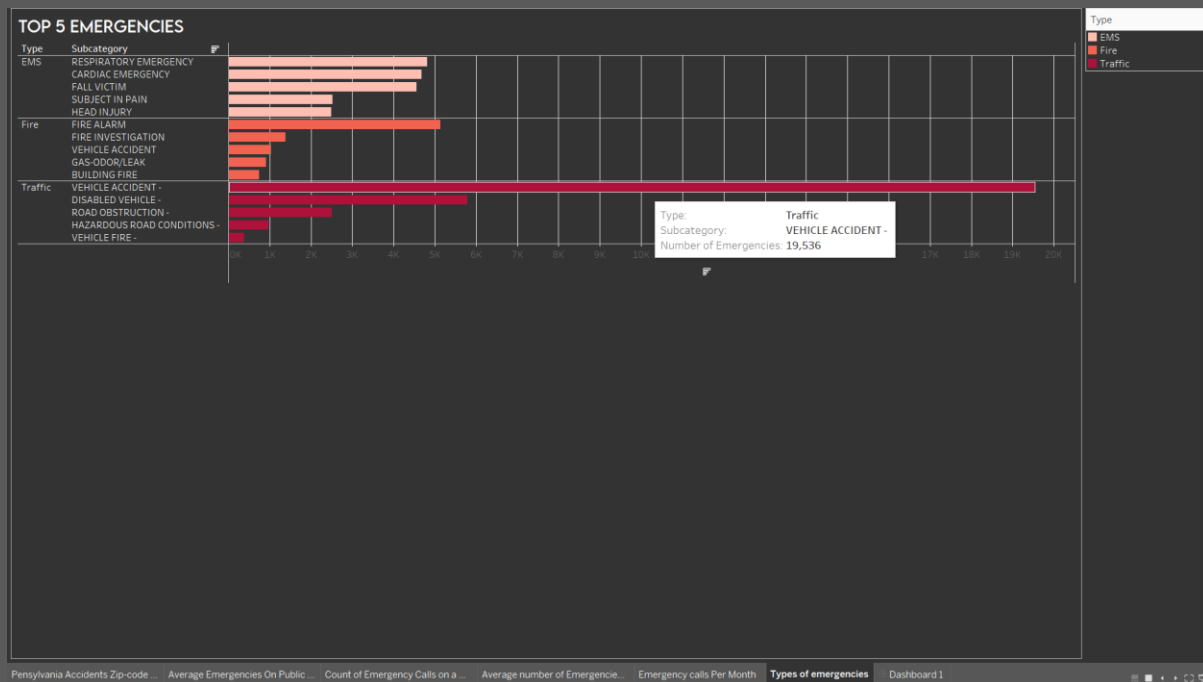 TOP 5 EMERGENCIES
Type Subcategory
EMS RESPIRATORY EMERGENCY
CARDIAC EMERGENCY
FALL VICTIM
SUBJECT IN PAIN
HEAD INJURY
Fire FIRE ALARM
FIRE INVESTIGATION
VEHICLE ACCIDENT
GAS-ODOR/LEAK
BUILDING FIRE
Traffic VEHICLE ACCIDENT -
DISABLED VEHICLE -
ROAD OBSTRUCTION -
HAZARDOUS ROAD CONDITIONS -
VEHICLE FIRE -
0K 1K 2K 3K 4K 5K 6K 7K 8K 9K 10K 17K 18K 19K 20K
Type: Traffic
Subcategory: VEHICLE ACCIDENT -
Number of Emergencies: 19,536
Type
EMS
Fire
Traffic
Pensylvania Accidents Zip-code ... Average Emergencies On Public ... Count of Emergency Calls on a ... Average number of Emergencie... Emergency calls Per Month Types of emergencies Dashboard 1